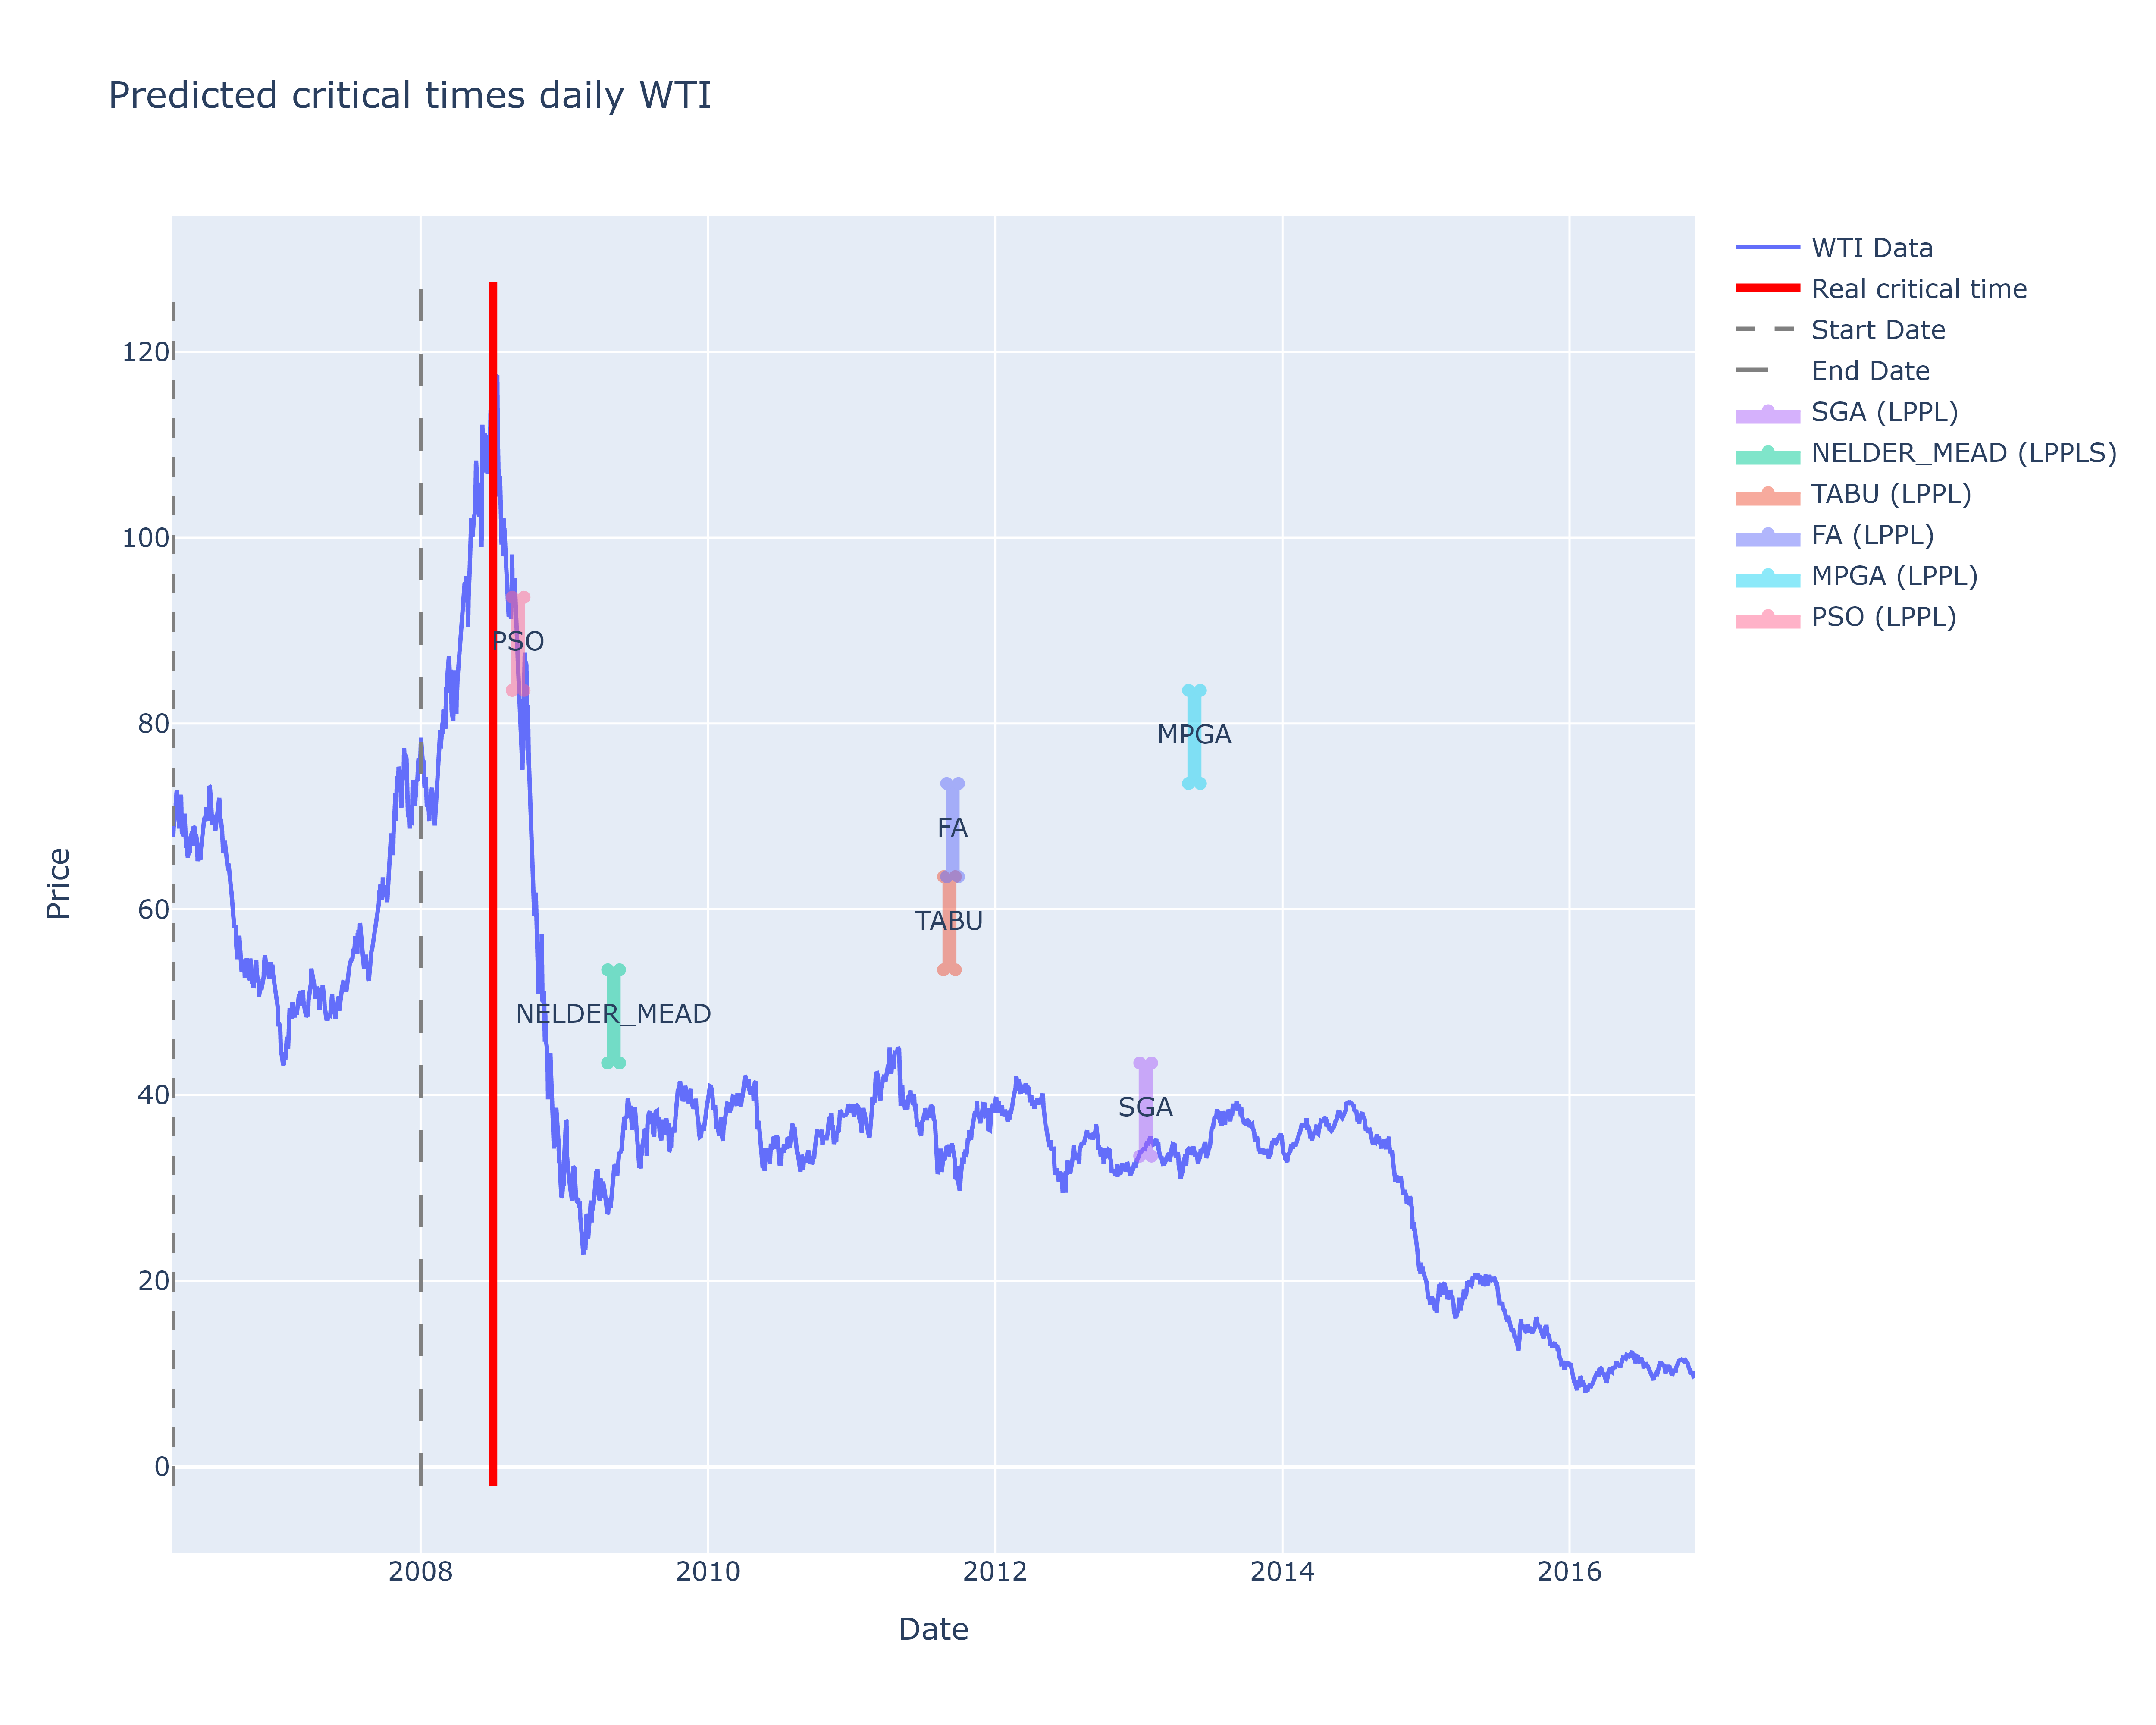 Predicted critical times daily WTI
WTI Data
Real critical time
Start Date
End Date
SGA (LPPL)
NELDER_MEAD (LPPLS)
TABU (LPPL)
FA (LPPL)
MPGA (LPPL)
PSO (LPPL)
120
100
80
60
40
20
0
Price
PSO
MPGA
FA
TABU
NELDER_MEAD
SGA
2008
2010
2012
2014
2016
Date